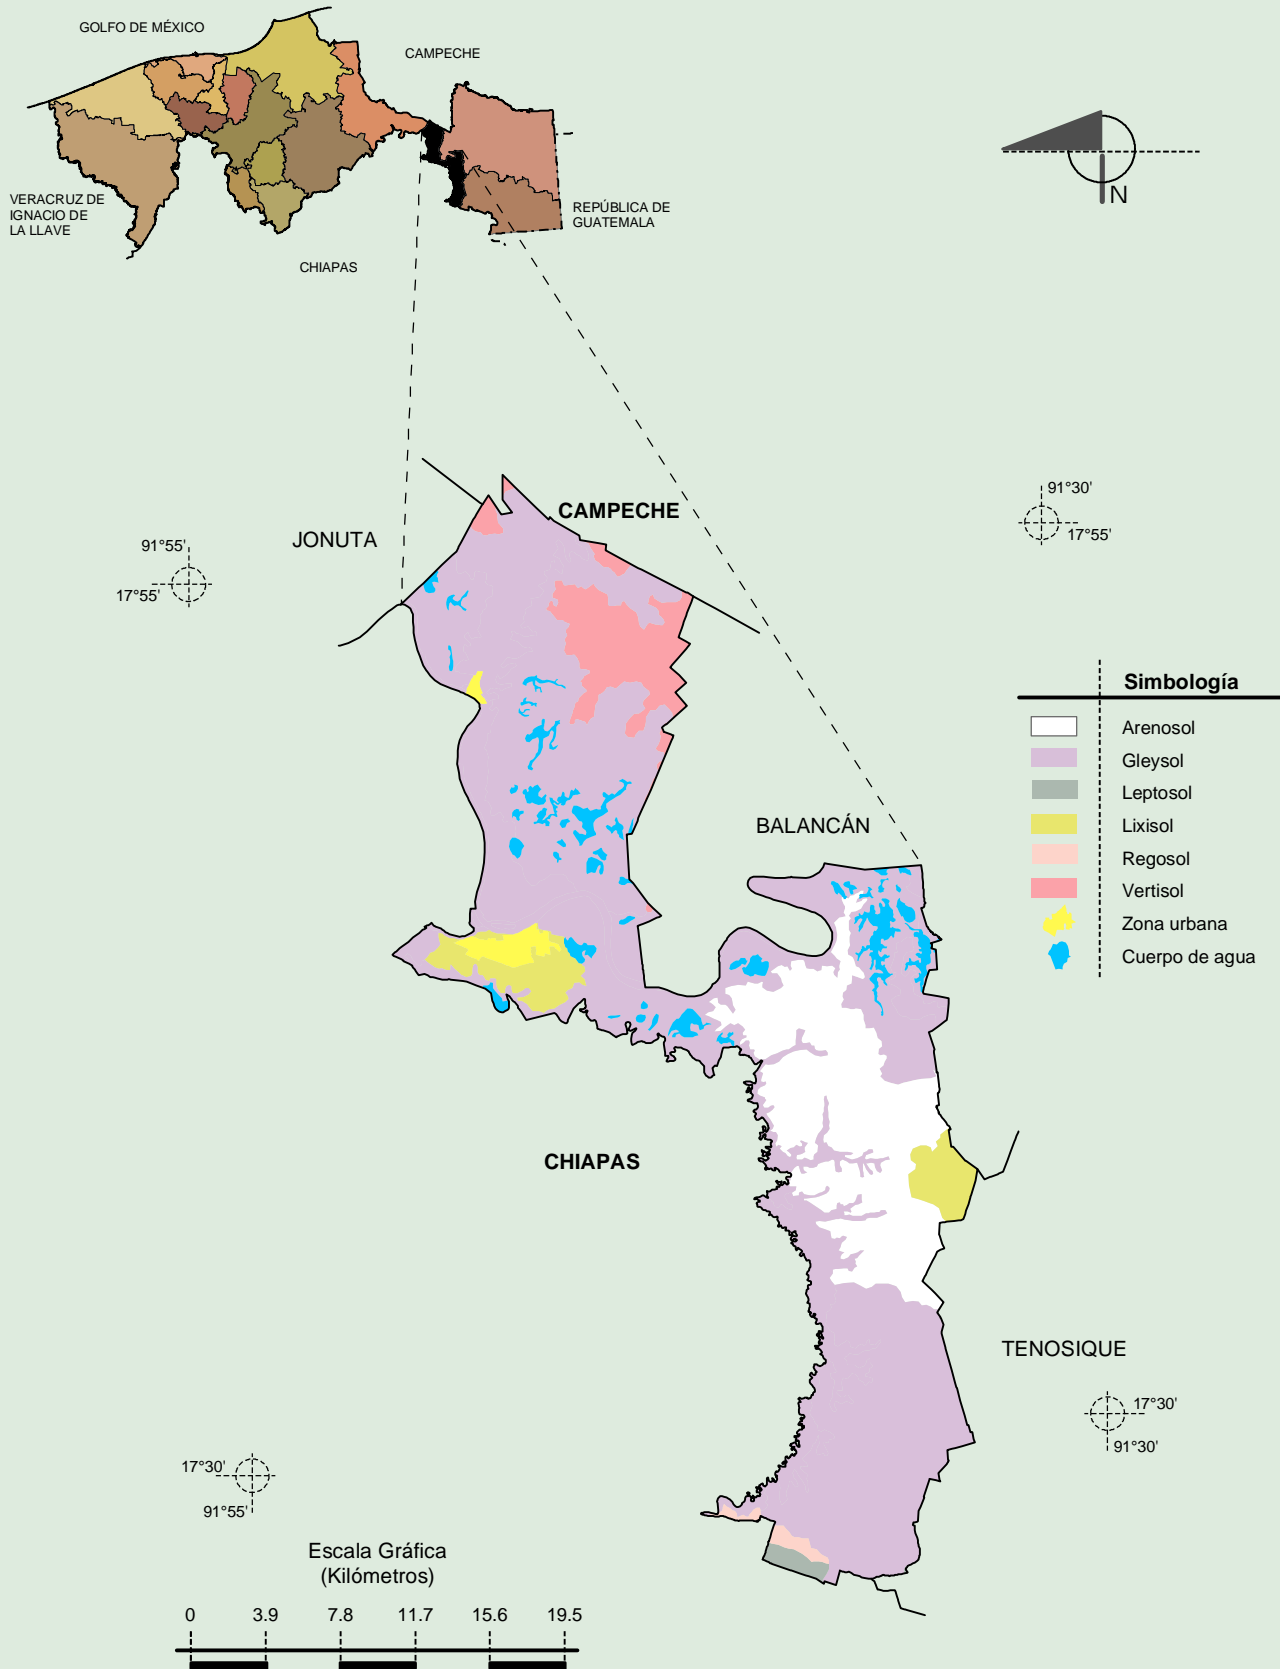 GOLFO DE MÉXICO
CAMPECHE
VERACRUZ DE
IGNACIO DE
LA LLAVE
REPÚBLICA DE
GUATEMALA
CHIAPAS
N
CAMPECHE
JONUTA
91°55'
17°55'
91°30'
17°55'
Simbología
Arenosol
Gleysol
Leptosol
Lixisol
Regosol
Vertisol
Zona urbana
Cuerpo de agua
BALANCÁN
CHIAPAS
TENOSIQUE
17°30'
91°30'
17°30'
91°55'
Escala Gráfica
(Kilómetros)
0 3.9 7.8 11.7 15.6 19.5